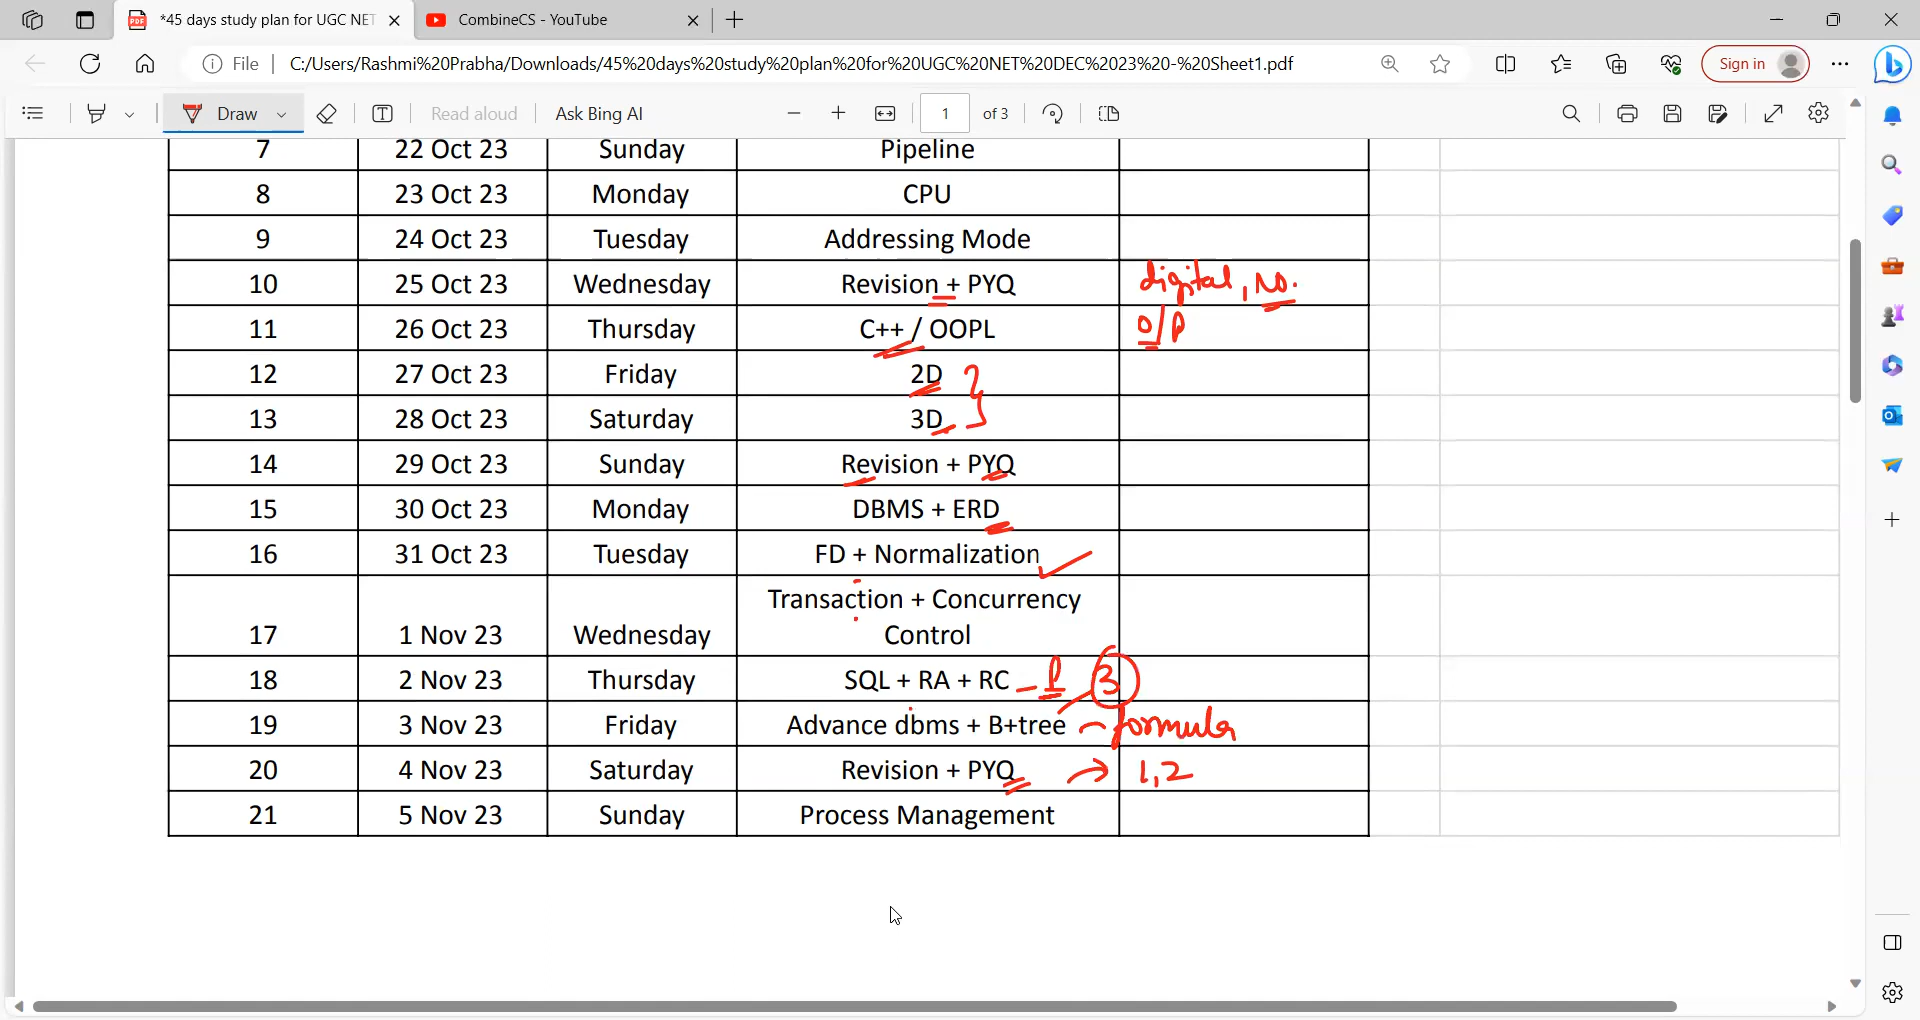 *45 days study plan for UGC NET
CombineCS - YouTube
File
C:/Users/Rashmi%20Prabha/Downloads/45%20days%20study%20plan%20for%20UGC%20NET%20DEC%202023%20-%20Sheet1.pdf
Sign in
Draw
Read aloud
Ask Bing AI
1 of 3
7 22 Oct 23 Sunday Pipeline
8 23 Oct 23 Monday CPU
9 24 Oct 23 Tuesday Addressing Mode
10 25 Oct 23 Wednesday Revision + PYQ digital, No.
11 26 Oct 23 Thursday C++ / OOPL O/P
12 27 Oct 23 Friday 2D
13 28 Oct 23 Saturday 3D
14 29 Oct 23 Sunday Revision + PYQ
15 30 Oct 23 Monday DBMS + ERD
16 31 Oct 23 Tuesday FD + Normalization
Transaction + Concurrency
17 1 Nov 23 Wednesday Control
18 2 Nov 23 Thursday SQL + RA + RC - P 3
19 3 Nov 23 Friday Advance dbms + B+tree - formula
20 4 Nov 23 Saturday Revision + PYQ → 1,2
21 5 Nov 23 Sunday Process Management